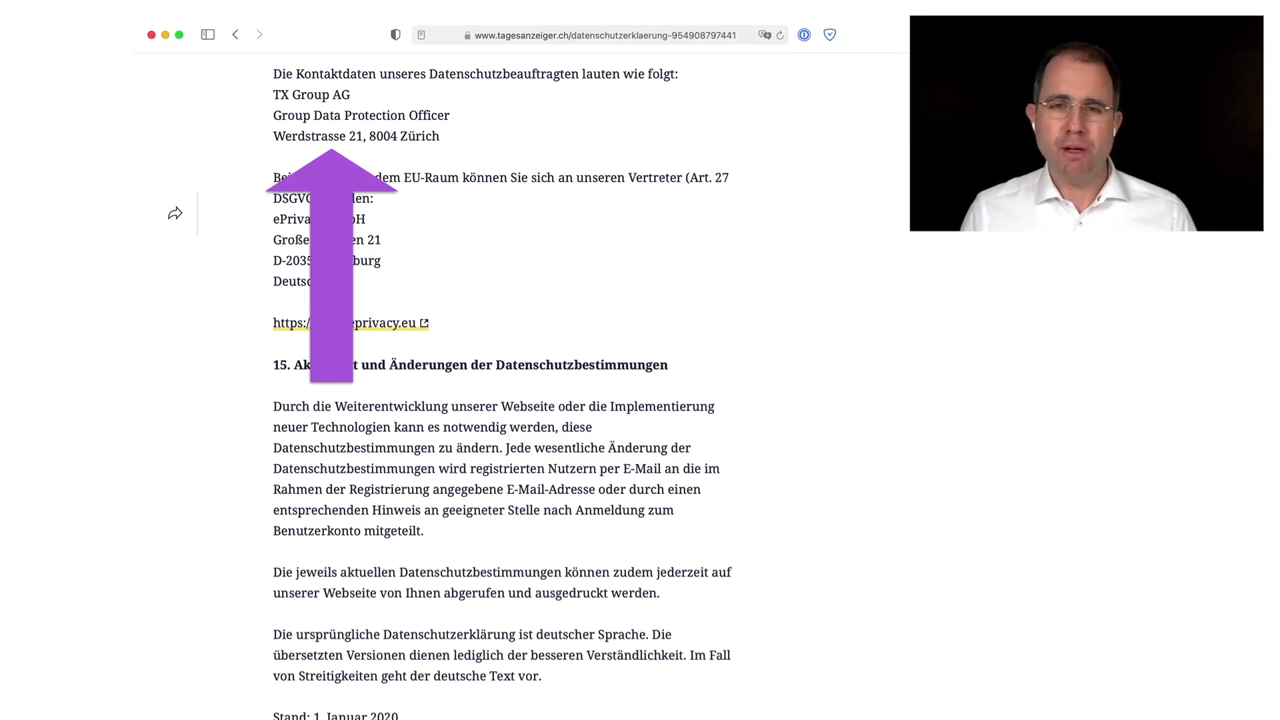 www.tagesanzeiger.ch/datenschutzerklaerung-954908797441
Die Kontaktdaten unseres Datenschutzbeauftragten lauten wie folgt:
TX Group AG
Group Data Protection Officer
Werdstrasse 21, 8004 Zürich
dem EU-Raum können Sie sich an unseren Vertreter (Art. 27
21
Deutsc
https:/ eprivacy.eu
15. Ak t und Änderungen der Datenschutzbestimmungen
Durch die Weiterentwicklung unserer Webseite oder die Implementierung
neuer Technologien kann es notwendig werden, diese
Datenschutzbestimmungen zu ändern. Jede wesentliche Änderung der
Datenschutzbestimmungen wird registrierten Nutzern per E-Mail an die im
Rahmen der Registrierung angegebene E-Mail-Adresse oder durch einen
entsprechenden Hinweis an geeigneter Stelle nach Anmeldung zum
Benutzerkonto mitgeteilt.
Die jeweils aktuellen Datenschutzbestimmungen können zudem jederzeit auf
unserer Webseite von Ihnen abgerufen und ausgedruckt werden.
Die ursprüngliche Datenschutzerklärung ist deutscher Sprache. Die
übersetzten Versionen dienen lediglich der besseren Verständlichkeit. Im Fall
von Streitigkeiten geht der deutsche Text vor.
Stand: 1. Januar 2020